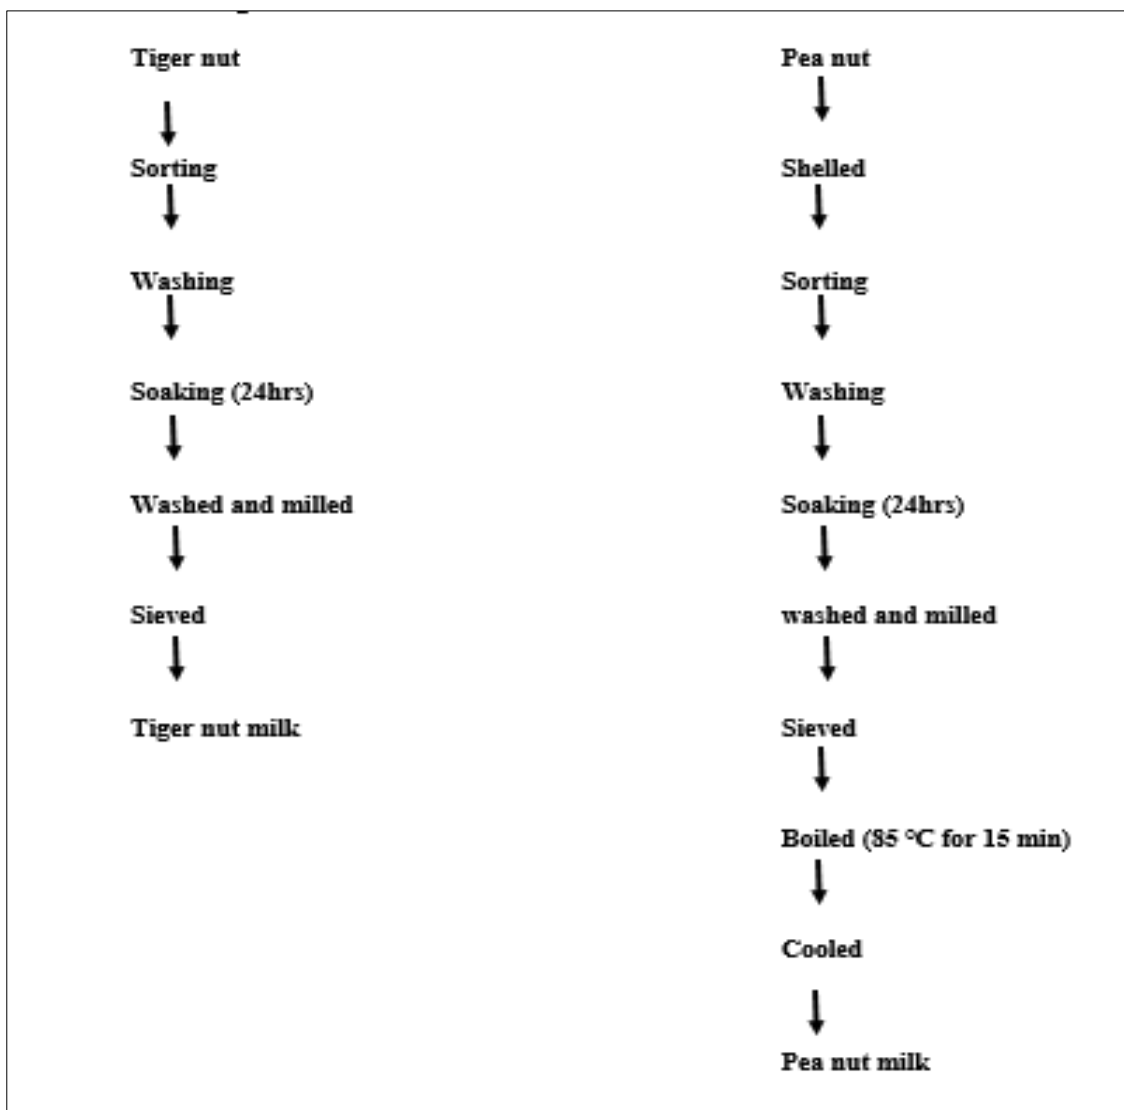 Tiger nut
Sorting
Washing
Soaking (24hrs)
Washed and milled
Sieved
Tiger nut milk
Pea nut
Shelled
Sorting
Washing
Soaking (24hrs)
washed and milled
Sieved
Boiled (85 °C for 15 min)
Cooled
Pea nut milk